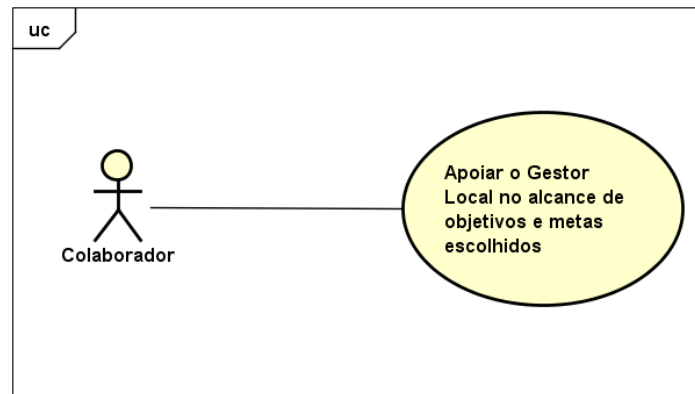 uc
Apoiar o Gestor
Local no alcance de
objetivos e metas
escolhidos
Colaborador